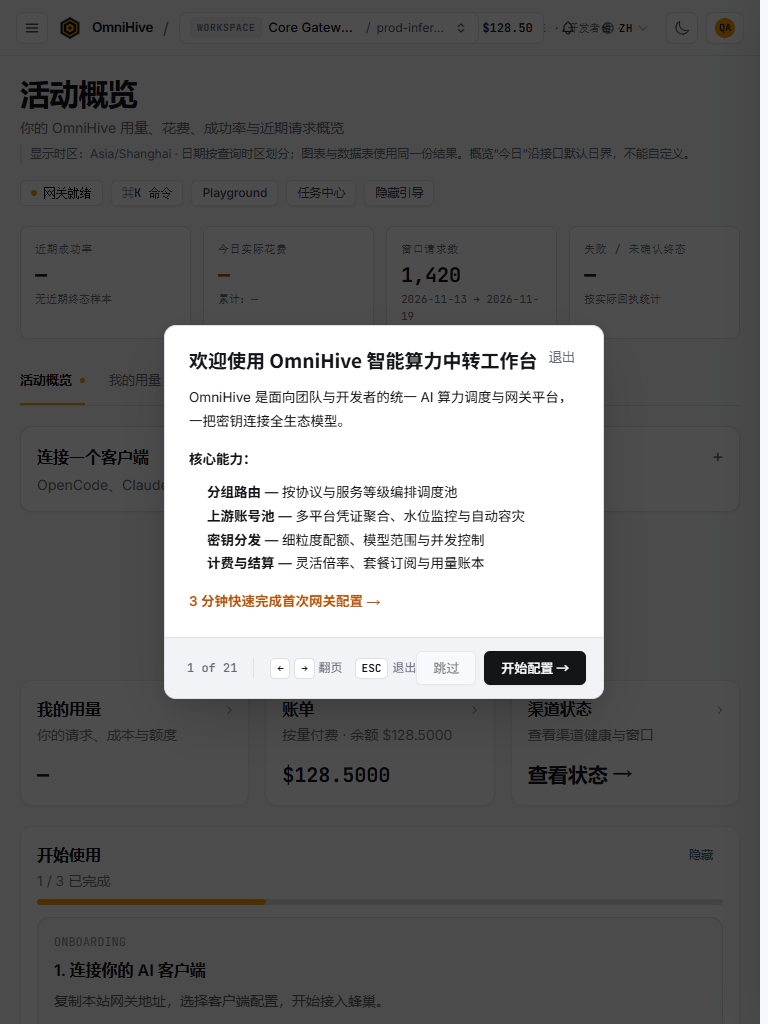 OmniHive / WORKSPACE Core Gatew... / prod-infer... $128.50 开发者 ZH QA
活动概览
你的 OmniHive 用量、花费、成功率与近期请求概览
显示时区：Asia/Shanghai · 日期按查询时区划分：图表与数据表使用同一份结果。概览"今日"沿接口默认日界，不能自定义。
网关就绪 ⌘K 命令 Playground 任务中心 隐藏引导
近期成功率 今日实际花费 窗口请求数 失败 / 未确认终态
— — 1,420 —
无近期终态样本 累计：— 2026-11-13 → 2026-11-19 按实际回执统计
活动概览 我的用量
连接一个客户端 +
OpenCode、Claude
欢迎使用 OmniHive 智能算力中转工作台 退出
OmniHive 是面向团队与开发者的统一 AI 算力调度与网关平台，
一把密钥连接全生态模型。
核心能力：
分组路由 — 按协议与服务等级编排调度池
上游账号池 — 多平台凭证聚合、水位监控与自动容灾
密钥分发 — 细粒度配额、模型范围与并发控制
计费与结算 — 灵活倍率、套餐订阅与用量账本
3 分钟快速完成首次网关配置 →
1 of 21 ← → 翻页 ESC 退出 跳过 开始配置 →
我的用量 › 账单 › 渠道状态 ›
你的请求、成本与额度 按量付费 · 余额 $128.5000 查看渠道健康与窗口
— $128.5000 查看状态 →
开始使用 隐藏
1 / 3 已完成
ONBOARDING
1. 连接你的 AI 客户端
复制本站网关地址，选择客户端配置，开始接入蜂巢。